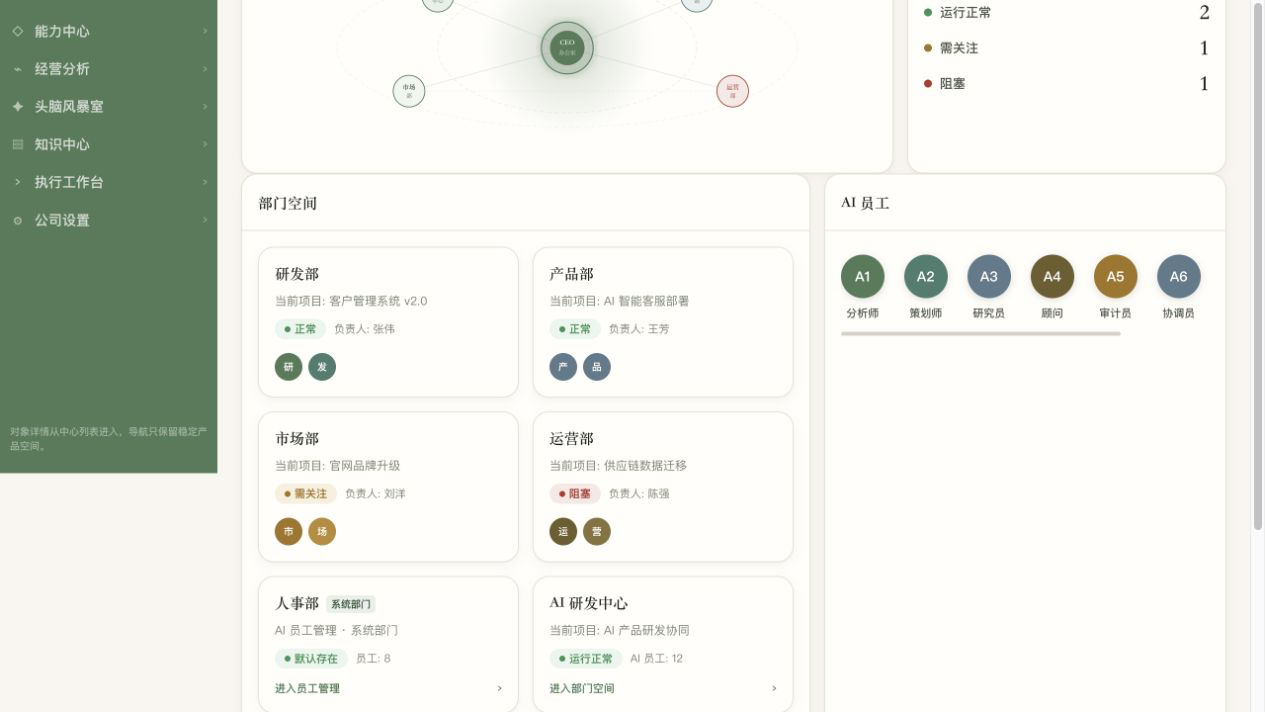 能力中心
经营分析
头脑风暴室
知识中心
执行工作台
公司设置
对象详情从中心列表进入，导航只保留稳定产
品空间。
CEO
办公室
市场
部
运营
部
运行正常 2
需关注 1
阻塞 1
部门空间
研发部
当前项目: 客户管理系统 v2.0
正常 负责人: 张伟
研 发
产品部
当前项目: AI 智能客服部署
正常 负责人: 王芳
产 品
市场部
当前项目: 官网品牌升级
需关注 负责人: 刘洋
市 场
运营部
当前项目: 供应链数据迁移
阻塞 负责人: 陈强
运 营
人事部 系统部门
AI 员工管理 · 系统部门
默认存在 员工: 8
进入员工管理
AI 研发中心
当前项目: AI 产品研发协同
运行正常 AI 员工: 12
进入部门空间
AI 员工
A1 A2 A3 A4 A5 A6
分析师 策划师 研究员 顾问 审计员 协调员